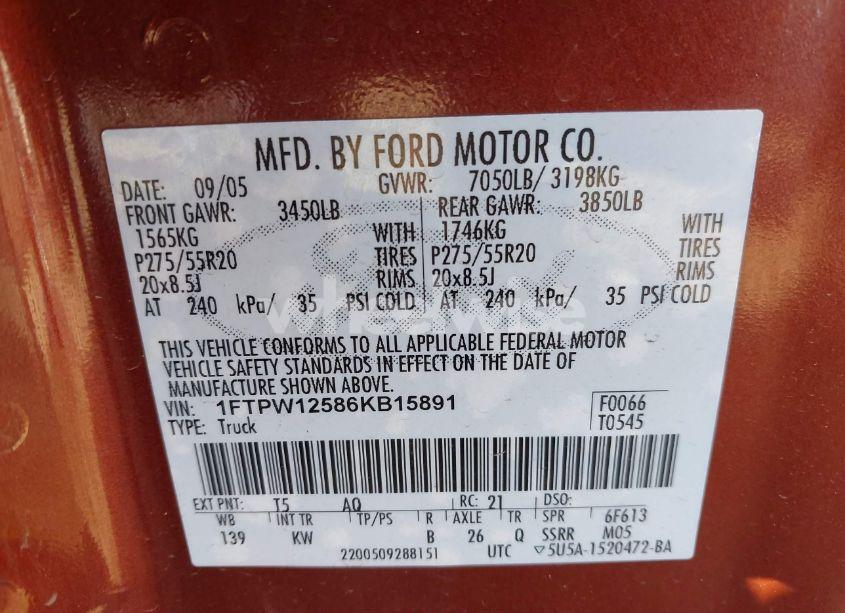 MFD. BY FORD MOTOR CO.
DATE: 09/05 GVWR: 7050LB/ 3198KG
FRONT GAWR: 3450LB REAR GAWR: 3850LB
1565KG WITH 1746KG WITH
P275/55R20 TIRES P275/55R20 TIRES
20x8.5J RIMS 20x8.5J RIMS
AT 240 kPa/ 35 PSI COLD AT 240 kPa/ 35 PSI COLD
THIS VEHICLE CONFORMS TO ALL APPLICABLE FEDERAL MOTOR
VEHICLE SAFETY STANDARDS IN EFFECT ON THE DATE OF
MANUFACTURE SHOWN ABOVE.
VIN: 1FTPW12586KB15891 F0066
TYPE: Truck T0545
EXT PNT: T5 AQ RC: 21 DSO:
WB INT TR TP/PS R AXLE TR SPR 6F613
139 KW B 26 Q SSRR M05
2200509288151 UTC ▽5U5A-1520472-BA